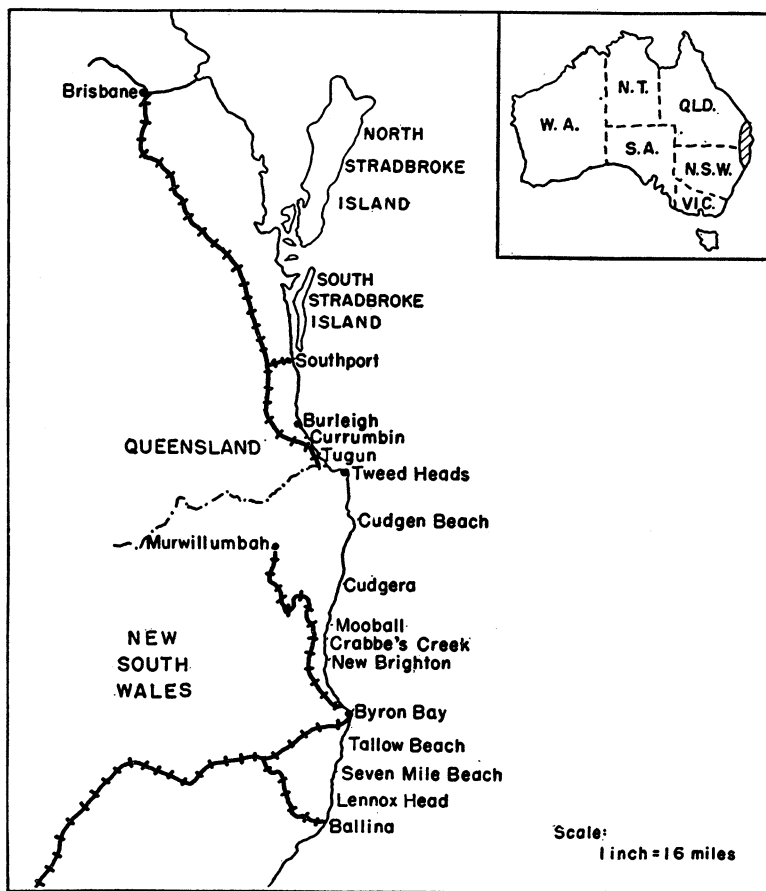 Brisbane
NORTH
STRADBROKE
ISLAND
SOUTH
STRADBROKE
ISLAND
Southport
Burleigh
Currumbin
QUEENSLAND
Tugun
Tweed Heads
Cudgen Beach
Murwillumbah
Cudgera
Mooball
Crabbe's Creek
New Brighton
NEW
SOUTH
WALES
Byron Bay
Tallow Beach
Seven Mile Beach
Lennox Head
Ballina
Scale:
1 inch = 16 miles
N.T.
QLD.
W. A.
S.A.
N.S.W.
VIC.